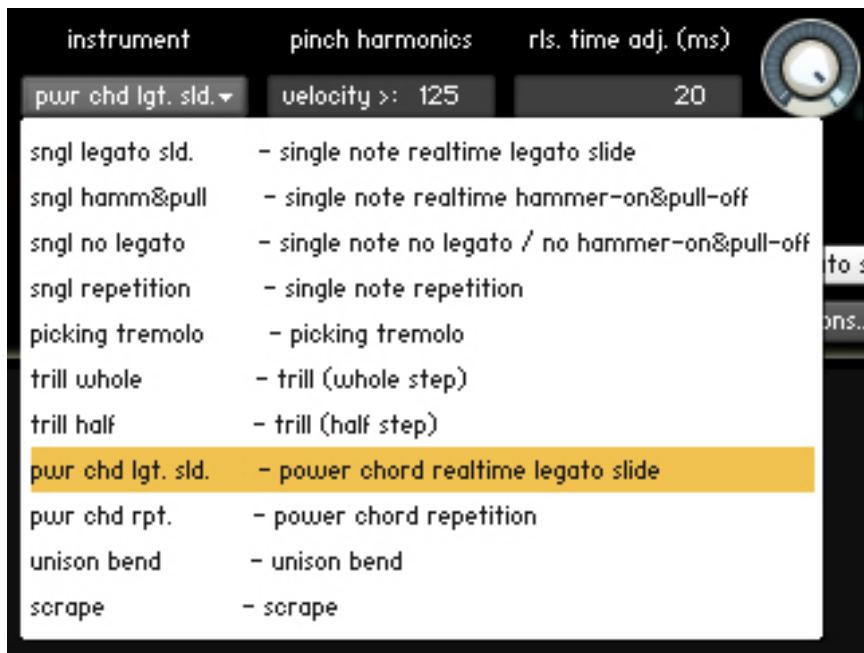 instrument pinch harmonics rls. time adj. (ms)
pwr chd lgt. sld. velocity >: 125 20
sngl legato sld. - single note realtime legato slide
sngl hamm&pull - single note realtime hammer-on&pull-off
sngl no legato - single note no legato / no hammer-on&pull-off
sngl repetition - single note repetition
picking tremolo - picking tremolo
trill whole - trill (whole step)
trill half - trill (half step)
pwr chd lgt. sld. - power chord realtime legato slide
pwr chd rpt. - power chord repetition
unison bend - unison bend
scrape - scrape